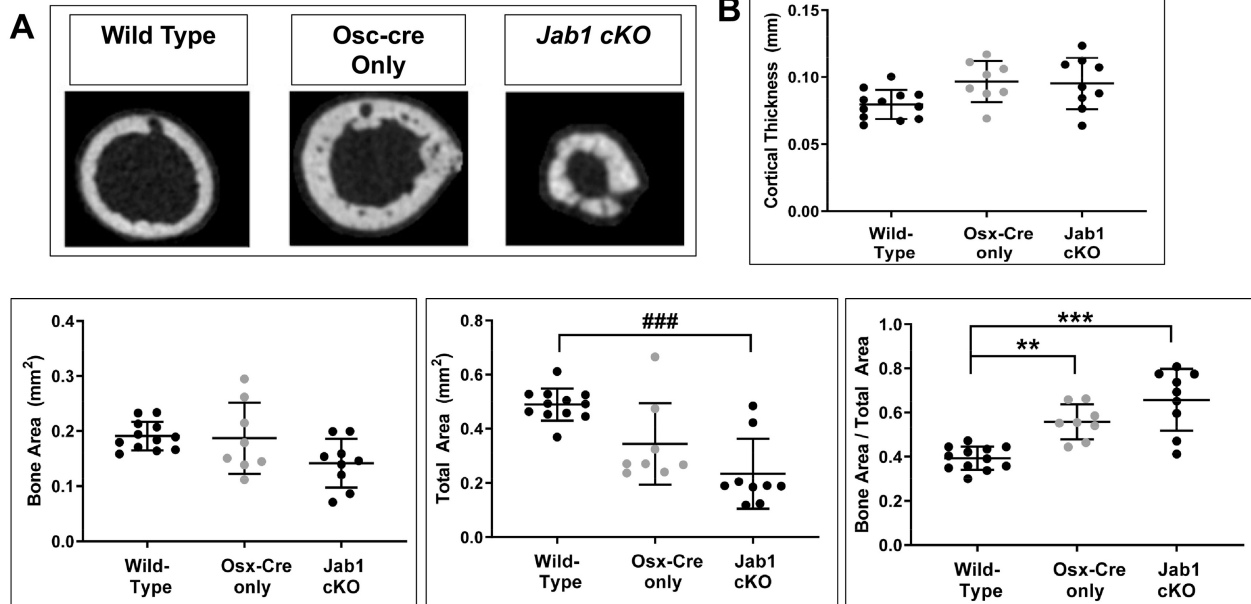 A
Wild Type
Osc-cre
Only
Jab1 cKO
B
Cortical Thickness (mm)
0.15
0.10
0.05
0.00
Wild-
Type
Osx-Cre
only
Jab1
cKO
Bone Area (mm²)
0.4
0.3
0.2
0.1
0.0
Wild-
Type
Osx-Cre
only
Jab1
cKO
Total Area (mm²)
0.8
0.6
0.4
0.2
0.0
###
Wild-
Type
Osx-Cre
only
Jab1
cKO
Bone Area / Total Area
1.0
0.8
0.6
0.4
0.2
0.0
***
**
Wild-
Type
Osx-Cre
only
Jab1
cKO